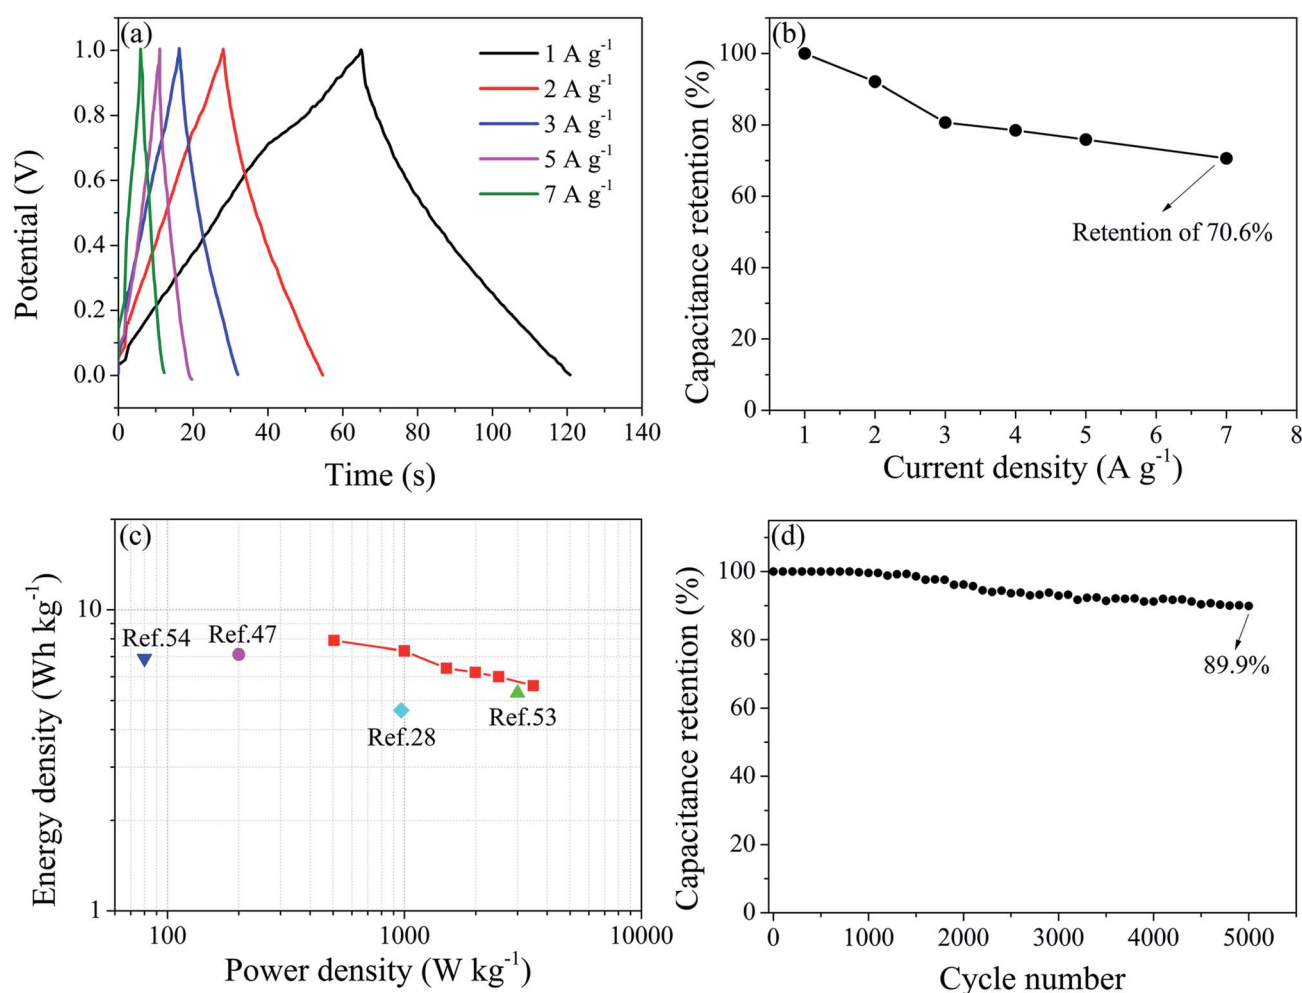 (a)
1 A g⁻¹
2 A g⁻¹
3 A g⁻¹
5 A g⁻¹
7 A g⁻¹
1.0
0.8
0.6
0.4
0.2
0.0
Potential (V)
0 20 40 60 80 100 120 140
Time (s)
(b)
100
80
60
40
20
0
Capacitance retention (%)
Retention of 70.6%
1 2 3 4 5 6 7 8
Current density (A g⁻¹)
(c)
10
1
Energy density (Wh kg⁻¹)
Ref.54
Ref.47
Ref.28
Ref.53
100 1000 10000
Power density (W kg⁻¹)
(d)
100
80
60
40
20
0
Capacitance retention (%)
89.9%
0 1000 2000 3000 4000 5000
Cycle number